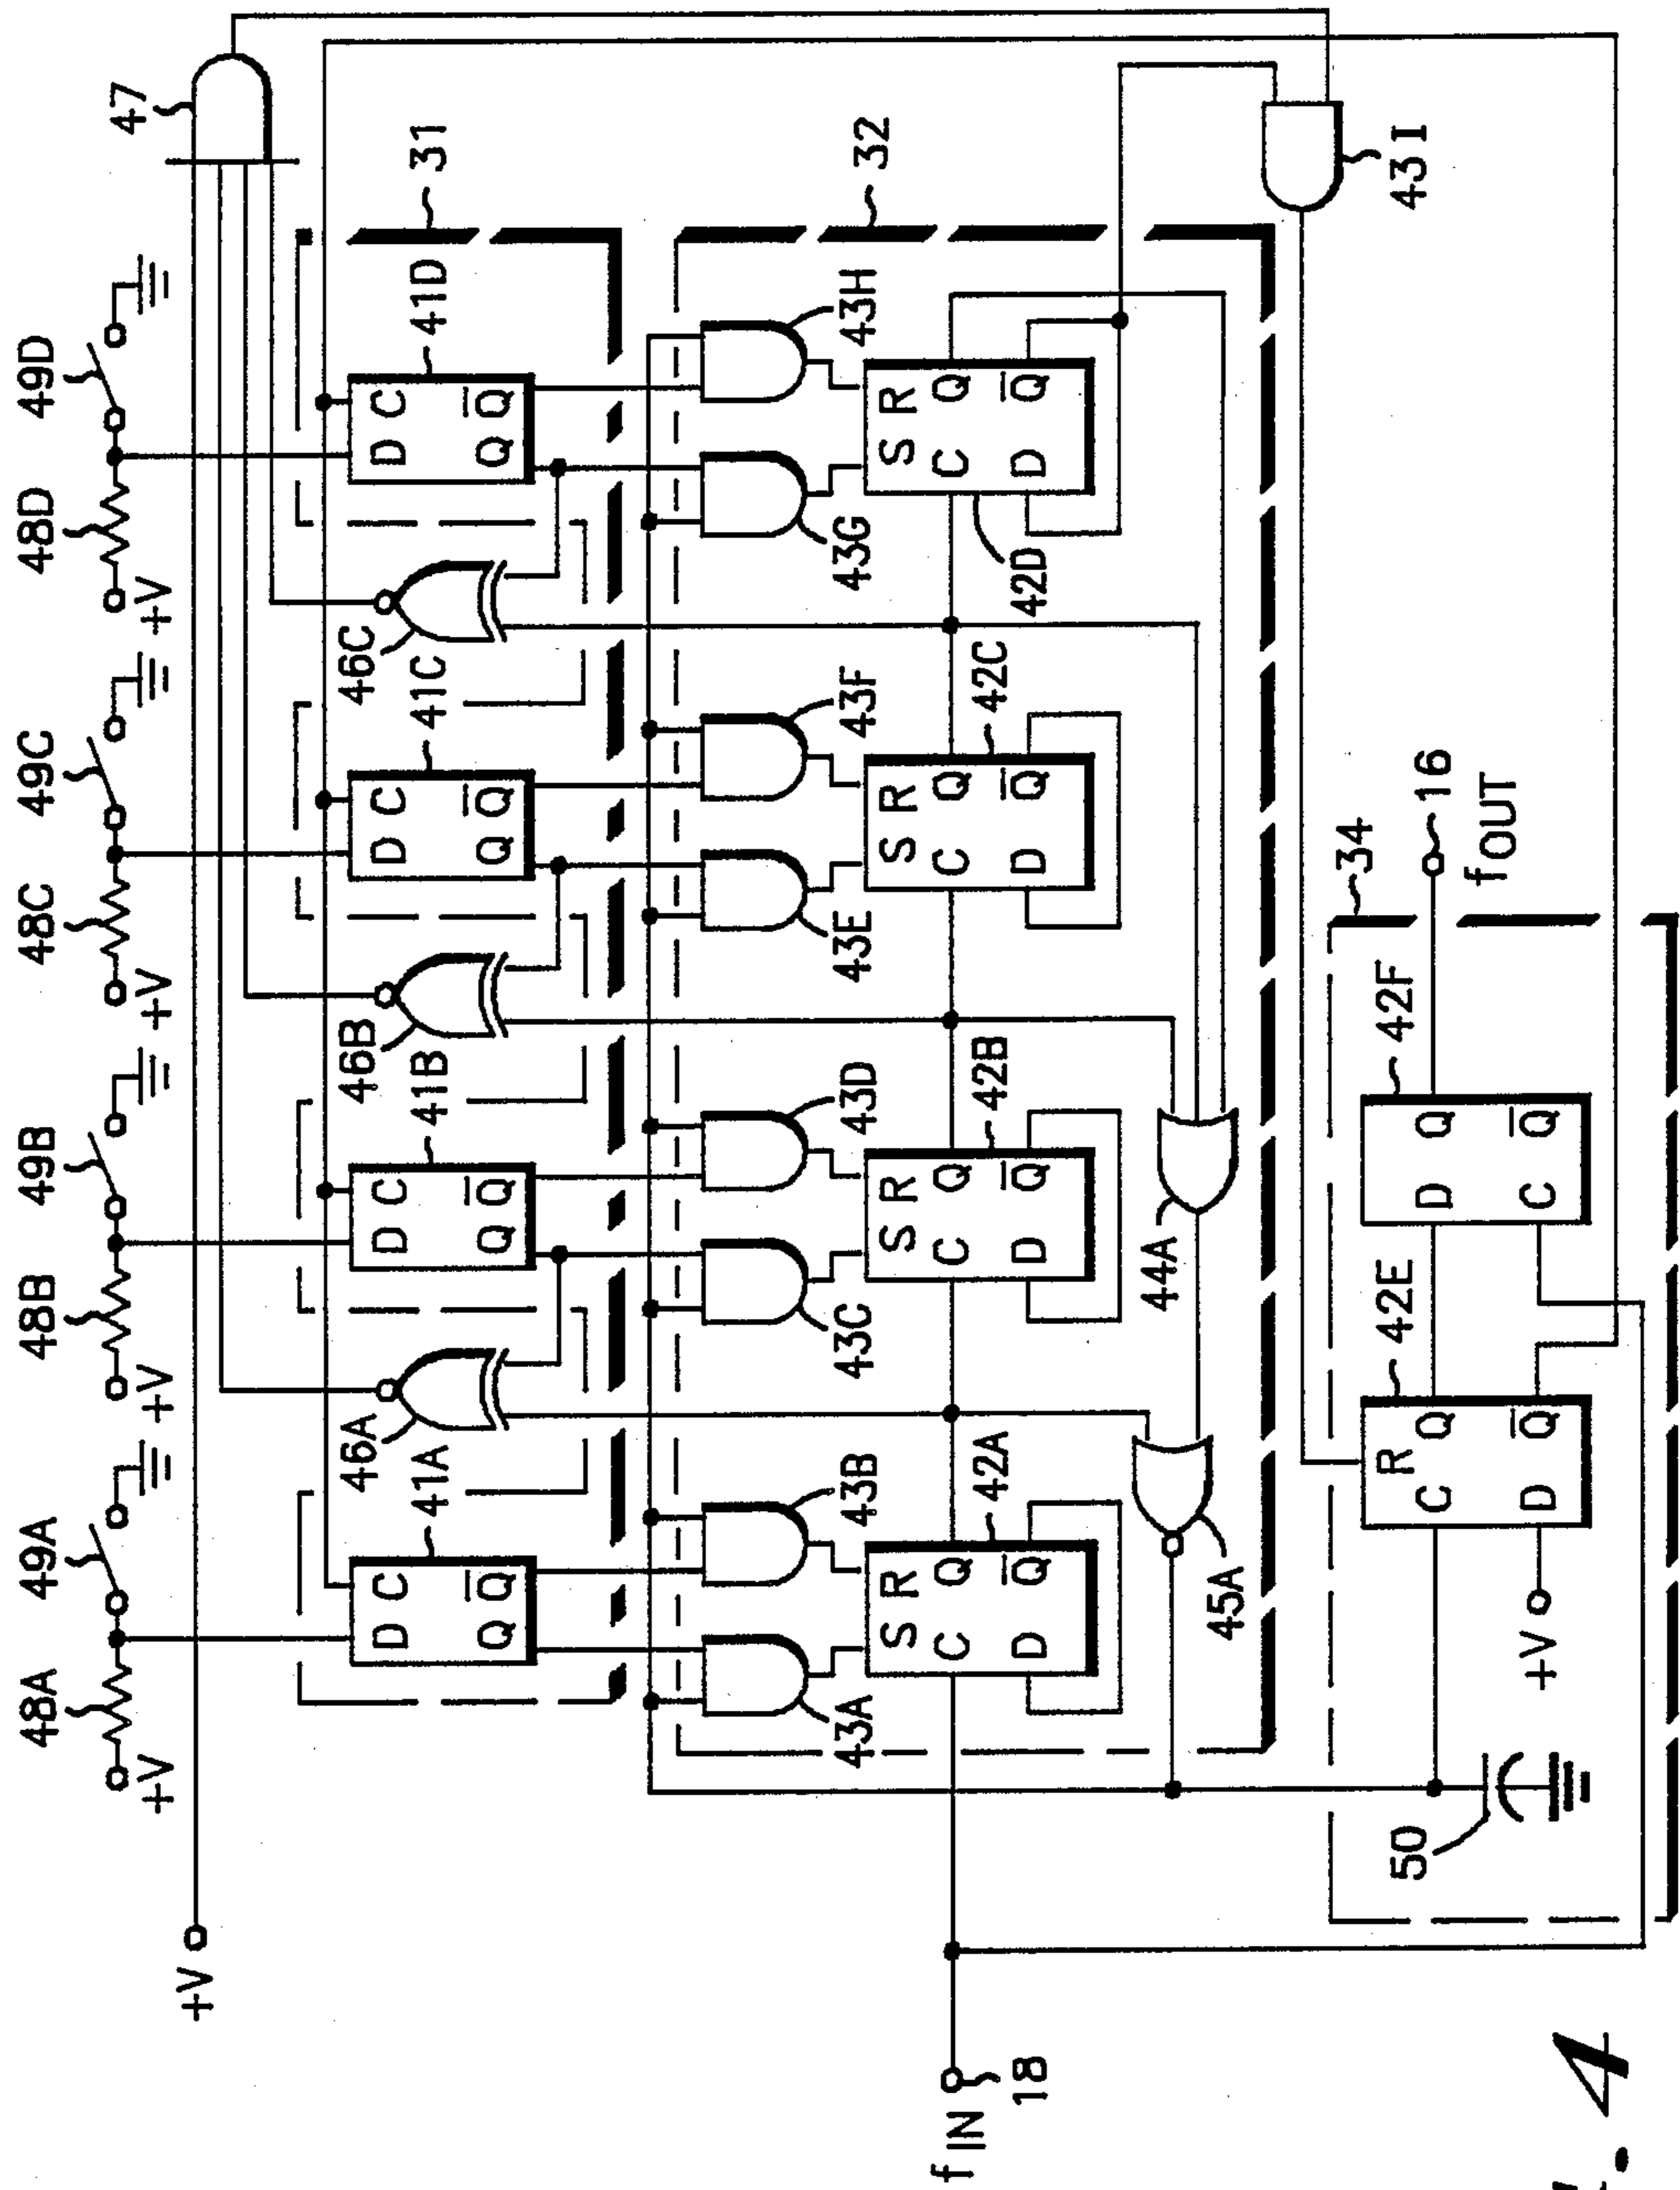 48A 49A 48B 49B 48C 49C 48D 49D
+V +V +V +V
+V 47
46A 46B 46C
41A 41B 41C 41D 31
D C D C D C D C
Q Q̅ Q Q̅ Q Q̅ Q Q̅
43A 43B 43C 43D 43E 43F 43G 43H 32
42A 42B 42C 42D
S R S R S R S R
C Q C Q C Q C Q
D Q̅ D Q̅ D Q̅ D Q̅
fIN 18
45A 44A
43I
34
42E 42F
R
C Q D Q 16
D Q̅ C Q̅ fOUT
50 +V
4